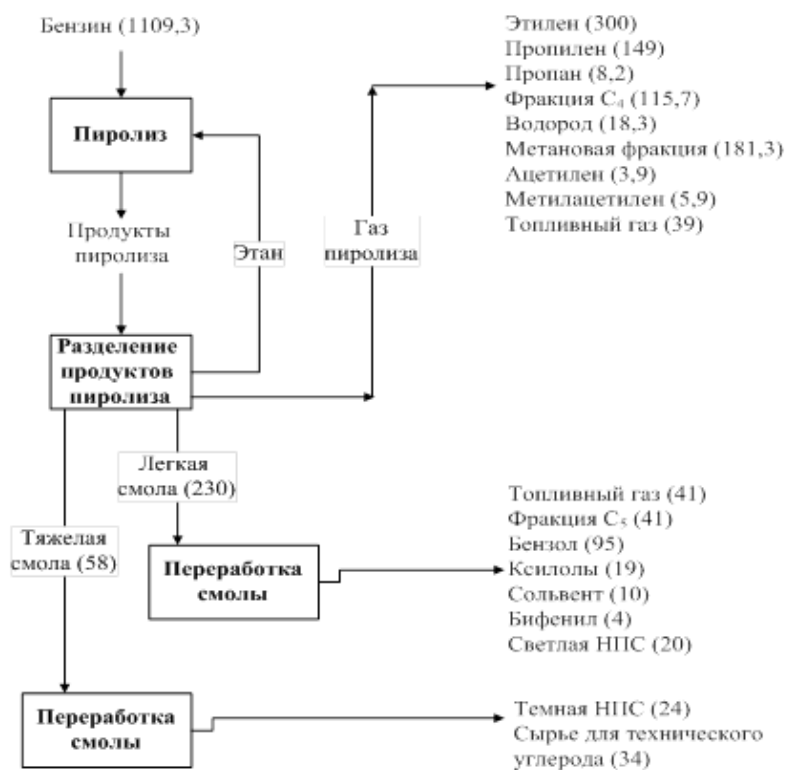 Бензин (1109,3)
Пиролиз
Продукты
пиролиза
Этан
Газ
пиролиза
Этилен (300)
Пропилен (149)
Пропан (8,2)
Фракция C₄ (115,7)
Водород (18,3)
Метановая фракция (181,3)
Ацетилен (3,9)
Метилацетилен (5,9)
Топливный газ (39)
Разделение
продуктов
пиролиза
Легкая
смола (230)
Тяжелая
смола (58)
Переработка
смолы
Топливный газ (41)
Фракция C₅ (41)
Бензол (95)
Ксилолы (19)
Сольвент (10)
Бифенил (4)
Светлая НПС (20)
Переработка
смолы
Темная НПС (24)
Сырье для технического
углерода (34)